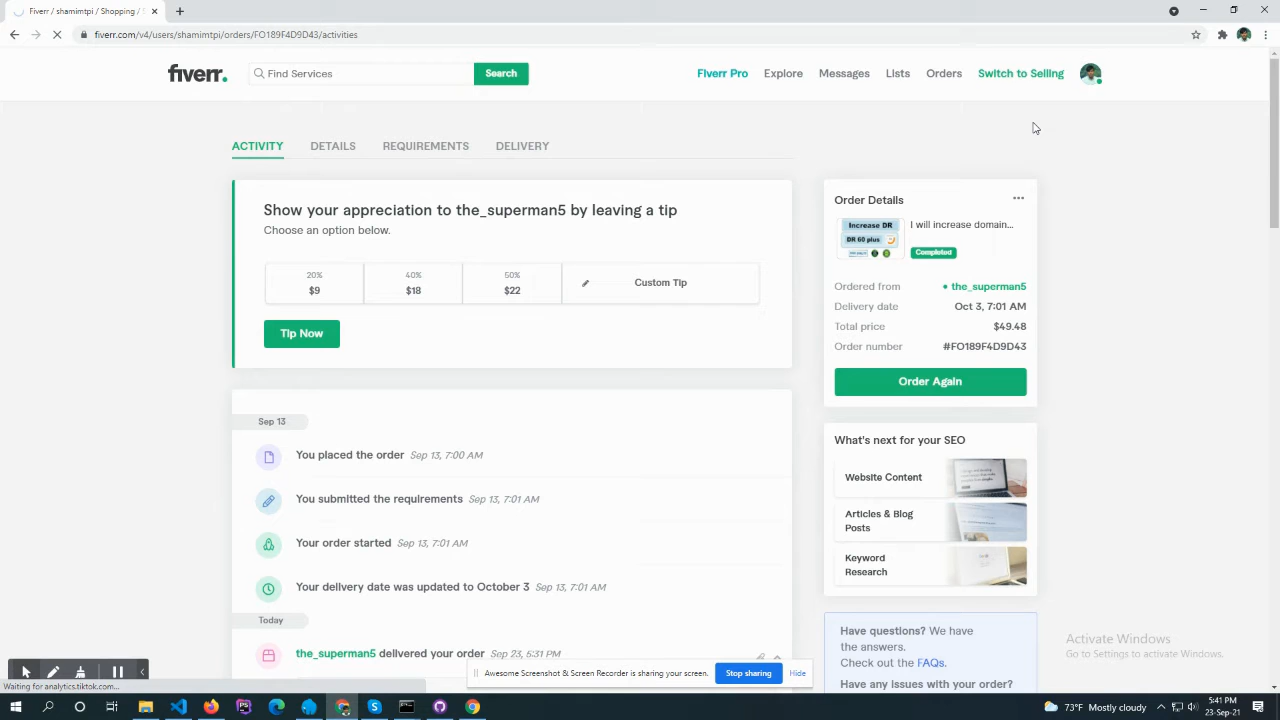 Fiverr / shamimtpi / Shopping /
fiverr.com/v4/users/shamimtpi/orders/FO189F4D9D43/activities
fiverr.
Find Services
Search
Fiverr Pro
Explore
Messages
Lists
Orders
Switch to Selling
ACTIVITY
DETAILS
REQUIREMENTS
DELIVERY
Show your appreciation to the_superman5 by leaving a tip
Choose an option below.
20%
$9
40%
$18
50%
$22
Custom Tip
Tip Now
Sep 13
You placed the order Sep 13, 7:00 AM
You submitted the requirements Sep 13, 7:01 AM
Your order started Sep 13, 7:01 AM
Your delivery date was updated to October 3 Sep 13, 7:01 AM
Today
the_superman5 delivered your order Sep 23, 5:31 PM
Order Details
Increase DR
DR 60 plus
I will increase domain...
Completed
Ordered from the_superman5
Delivery date Oct 3, 7:01 AM
Total price $49.48
Order number #FO189F4D9D43
Order Again
What's next for your SEO
Website Content
Articles & Blog
Posts
Keyword
Research
Have questions? We have
the answers.
Check out the FAQs.
Have any issues with your order?
Activate Windows
Go to Settings to activate Windows.
Awesome Screenshot & Screen Recorder is sharing your screen.
Stop sharing
Hide
Waiting for analytics.tiktok.com...
73°F Mostly cloudy
5:41 PM
23-Sep-21